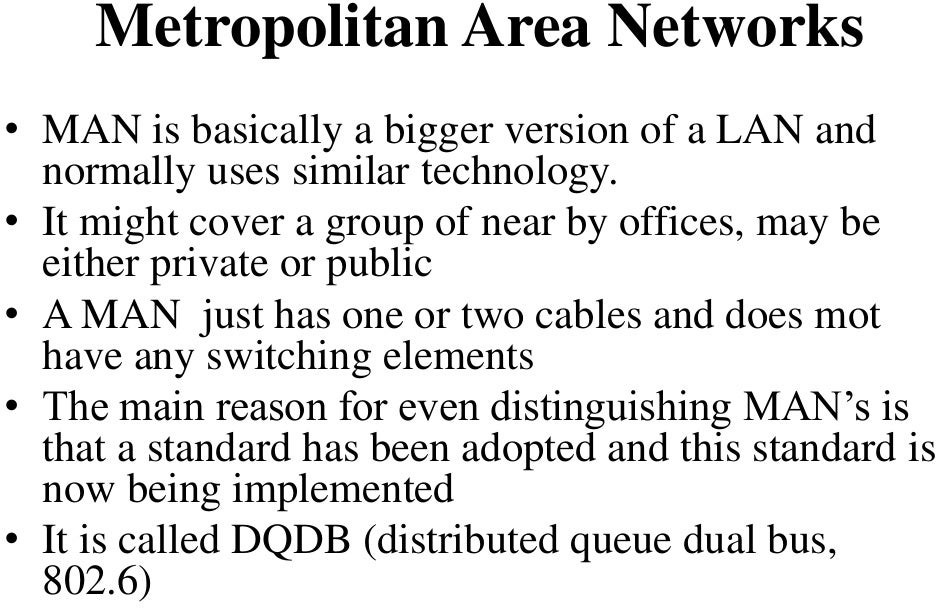 Metropolitan Area Networks
• MAN is basically a bigger version of a LAN and
normally uses similar technology.
• It might cover a group of near by offices, may be
either private or public
• A MAN  just has one or two cables and does mot
have any switching elements
• The main reason for even distinguishing MAN’s is
that a standard has been adopted and this standard is
now being implemented
• It is called DQDB (distributed queue dual bus,
802.6)